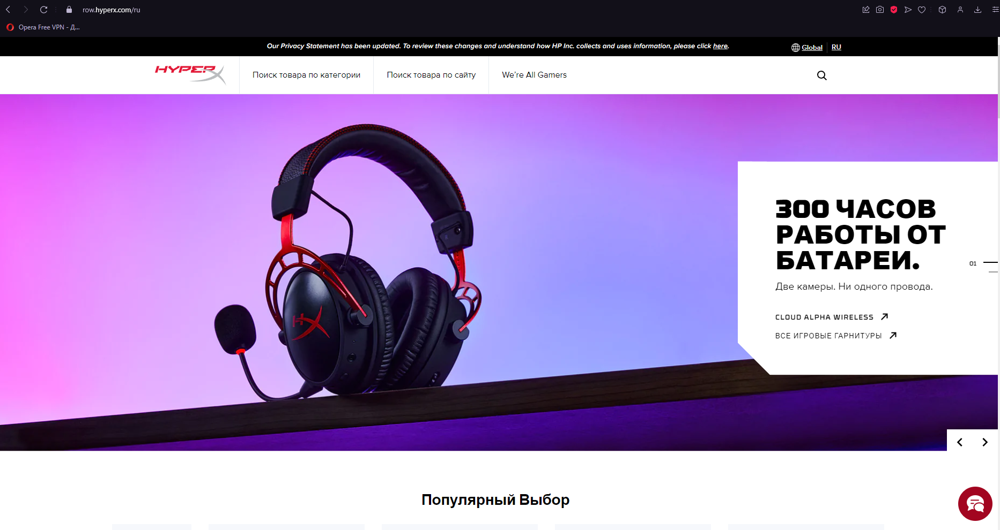 row.hyperx.com/ru
Opera Free VPN - Д...
Our Privacy Statement has been updated. To review these changes and understand how HP Inc. collects and uses information, please click here.
Global
RU
HYPERX
Поиск товара по категории
Поиск товара по сайту
We're All Gamers
300 ЧАСОВ
РАБОТЫ ОТ
БАТАРЕИ.
01
Две камеры. Ни одного провода.
CLOUD ALPHA WIRELESS
ВСЕ ИГРОВЫЕ ГАРНИТУРЫ
HX
Популярный Выбор